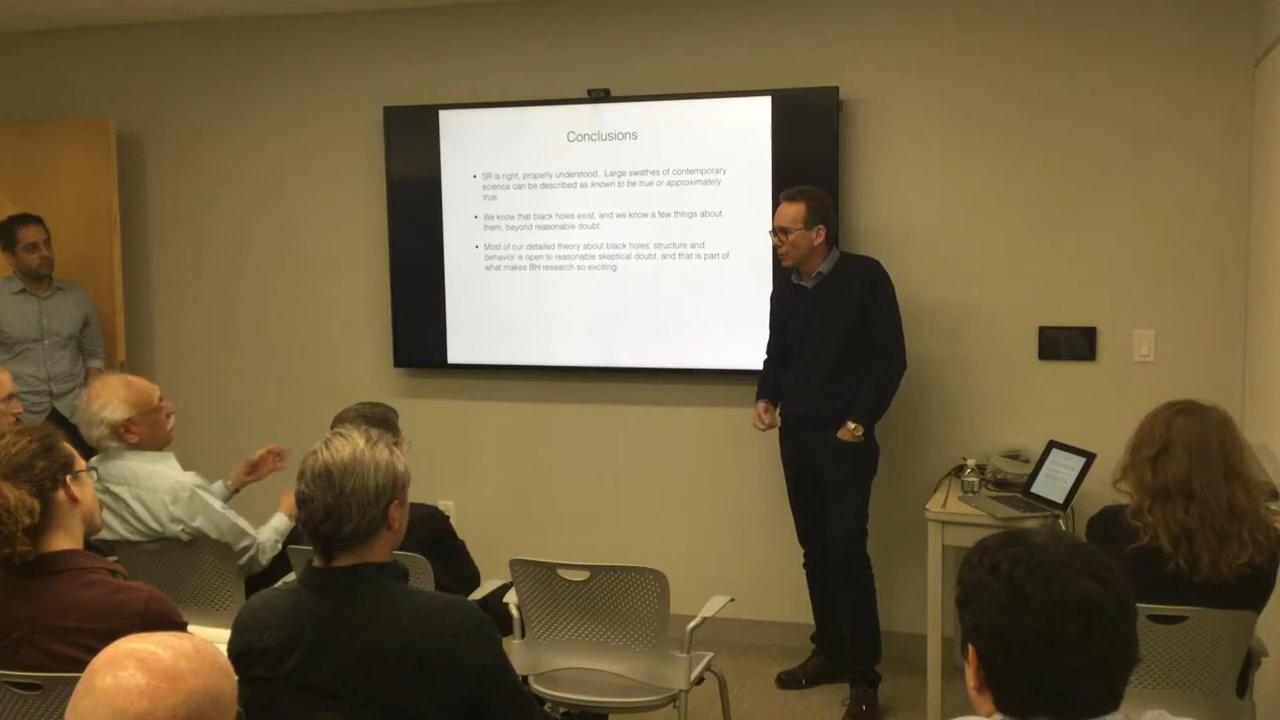 Conclusions
• SR is right, properly understood. Large swathes of contemporary
science can be described as known to be true or approximately
true.
• We know that black holes exist, and we know a few things about
them, beyond reasonable doubt.
• Most of our detailed theory about black holes' structure and
behavior is open to reasonable skeptical doubt, and that is part of
what makes BH research so exciting